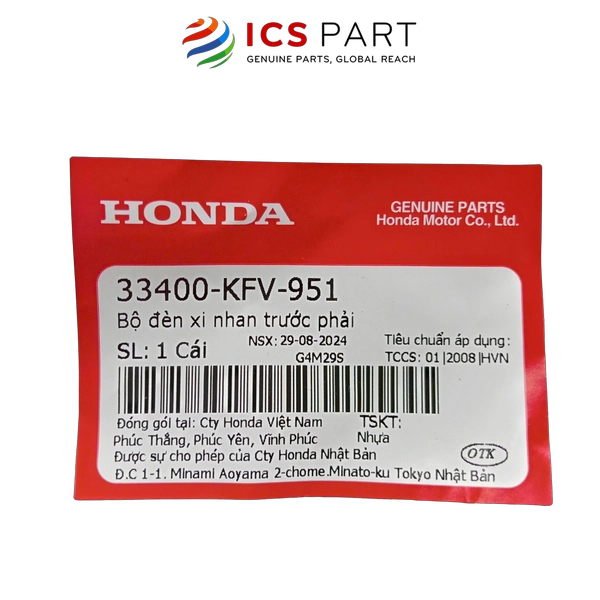 ICS PART
GENUINE PARTS, GLOBAL REACH
HONDA
GENUINE PARTS
Honda Motor Co., Ltd.
33400-KFV-951
Bộ đèn xi nhan trước phải
SL: 1 Cái
NSX: 29-08-2024
G4M29S
Tiêu chuẩn áp dụng:
TCCS: 01|2008|HVN
Đóng gói tại: Cty Honda Việt Nam
TSKT:
Phúc Thắng, Phúc Yên, Vĩnh Phúc
Nhựa
Được sự cho phép của Cty Honda Nhật Bản
OTK
Đ.C 1-1. Minami Aoyama 2-chome.Minato-ku Tokyo Nhật Bản